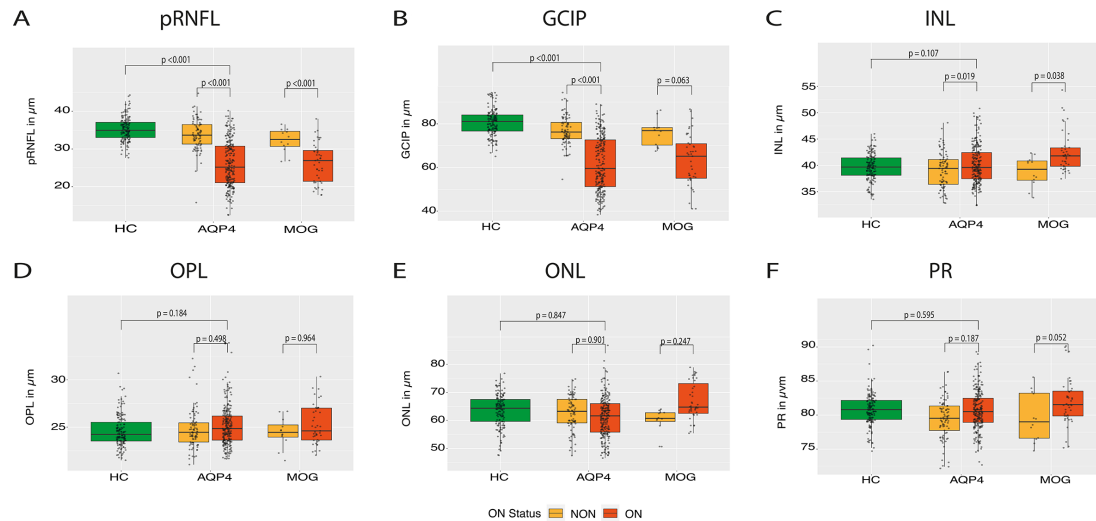 A pRNFL
B GCIP
C INL
p <0.001
p <0.001
p <0.001
40
30
20
pRNFL in µm
HC
AQP4
MOG
p <0.001
p <0.001
p = 0.063
80
60
40
GCIP in µm
HC
AQP4
MOG
p = 0.107
p = 0.019
p = 0.038
55
50
45
40
35
INL in µm
HC
AQP4
MOG
D OPL
E ONL
F PR
p = 0.184
p = 0.498
p = 0.964
30
25
OPL in µm
HC
AQP4
MOG
p = 0.847
p = 0.901
p = 0.247
80
70
60
50
ONL in µm
HC
AQP4
MOG
p = 0.595
p = 0.187
p = 0.052
90
85
80
75
PR in µvm
HC
AQP4
MOG
ON Status NON ON